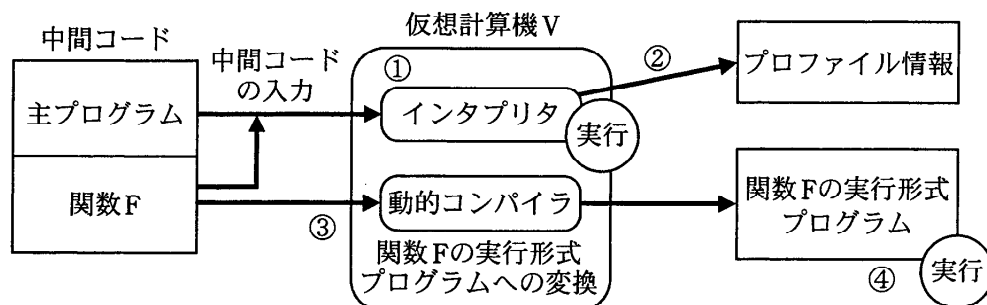 中間コード
主プログラム
関数F
中間コード
の入力
仮想計算機V
①
インタプリタ
実行
②
プロファイル情報
③
動的コンパイラ
関数Fの実行形式
プログラムへの変換
関数Fの実行形式
プログラム
④
実行